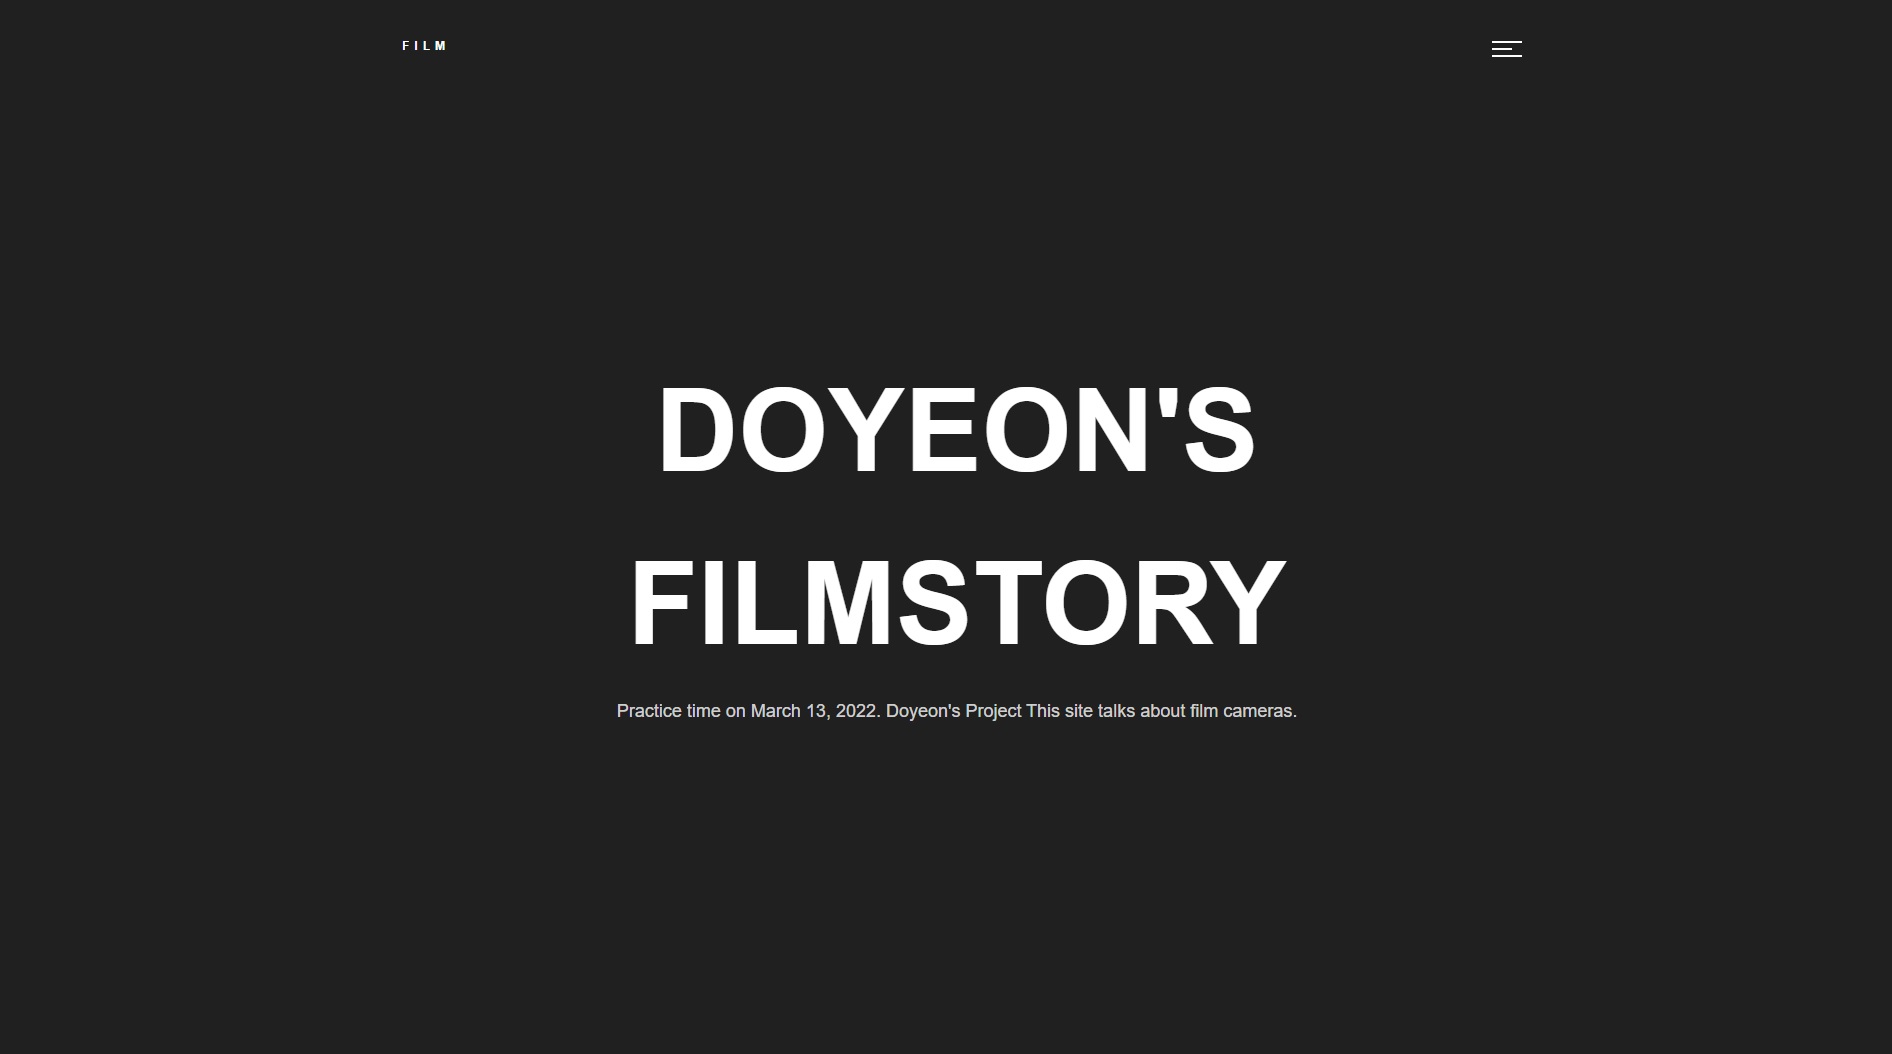 FILM
DOYEON'S
FILMSTORY
Practice time on March 13, 2022. Doyeon's Project This site talks about film cameras.